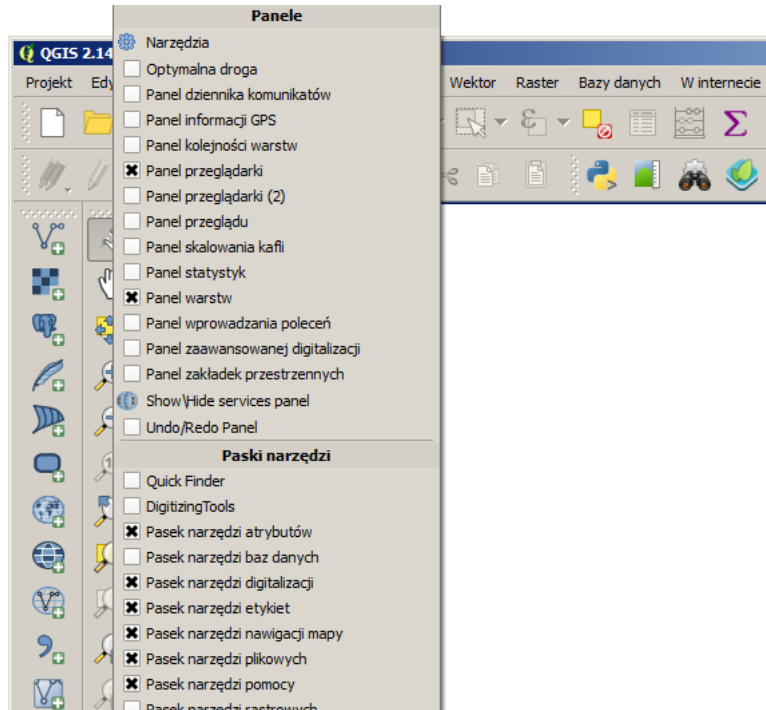 Panele
QGIS 2.14
Narzędzia
Projekt Edy Wektor Raster Bazy danych W internecie
Optymalna droga
Panel dziennika komunikatów
Panel informacji GPS
Panel kolejności warstw
Panel przeglądarki
Panel przeglądarki (2)
Panel przeglądu
Panel skalowania kafli
Panel statystyk
Panel warstw
Panel wprowadzania poleceń
Panel zaawansowanej digitalizacji
Panel zakładek przestrzennych
Show\Hide services panel
Undo/Redo Panel
Paski narzędzi
Quick Finder
DigitizingTools
Pasek narzędzi atrybutów
Pasek narzędzi baz danych
Pasek narzędzi digitalizacji
Pasek narzędzi etykiet
Pasek narzędzi nawigacji mapy
Pasek narzędzi plikowych
Pasek narzędzi pomocy
Pasek narzędzi rastrowych